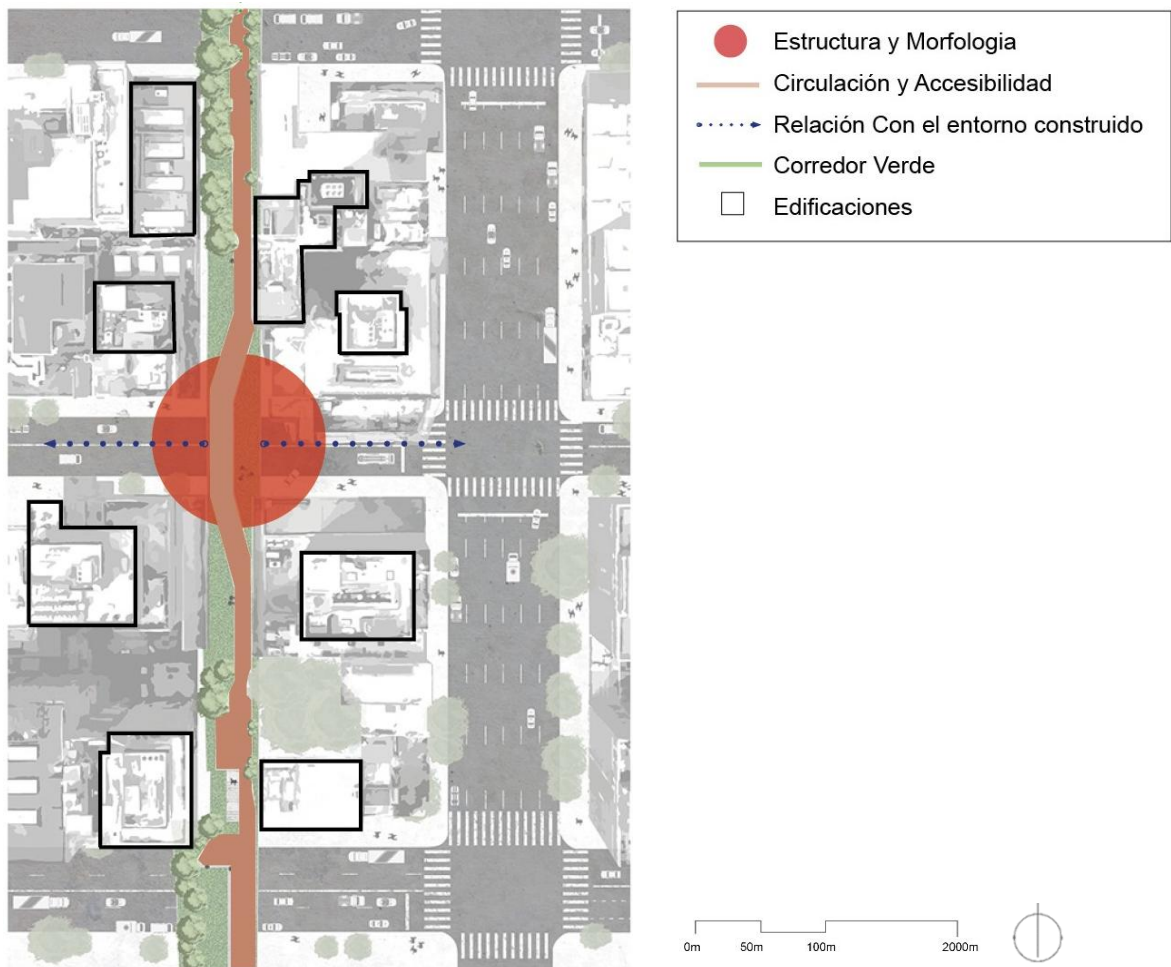 Estructura y Morfologia
Circulación y Accesibilidad
Relación Con el entorno construido
Corredor Verde
Edificaciones
0m 50m 100m 2000m